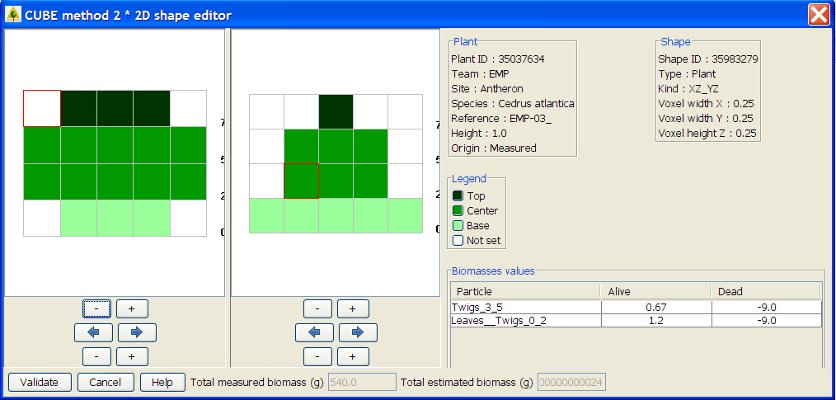 CUBE method 2 * 2D shape editor
Plant
Plant ID : 35037634
Team : EMP
Site : Antheron
Species : Cedrus atlantica
Reference : EMP-03_
Height : 1.0
Origin : Measured
Shape
Shape ID : 35983279
Type : Plant
Kind : XZ_YZ
Voxel width X : 0.25
Voxel width Y : 0.25
Voxel height Z : 0.25
7
5
2
0
7
5
2
0
Legend
Top
Center
Base
Not set
Biomasses values
Particle Alive Dead
Twigs_3_5 0.67 -9.0
Leaves__Twigs_0_2 1.2 -9.0
- +
- +
- +
- +
Validate Cancel Help Total measured biomass (g) 540.0 Total estimated biomass (g) 00000000024